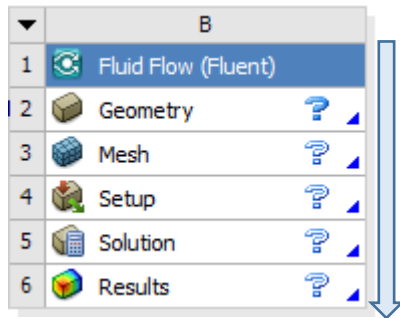 B
1 Fluid Flow (Fluent)
2 Geometry ?
3 Mesh ?
4 Setup ?
5 Solution ?
6 Results ?